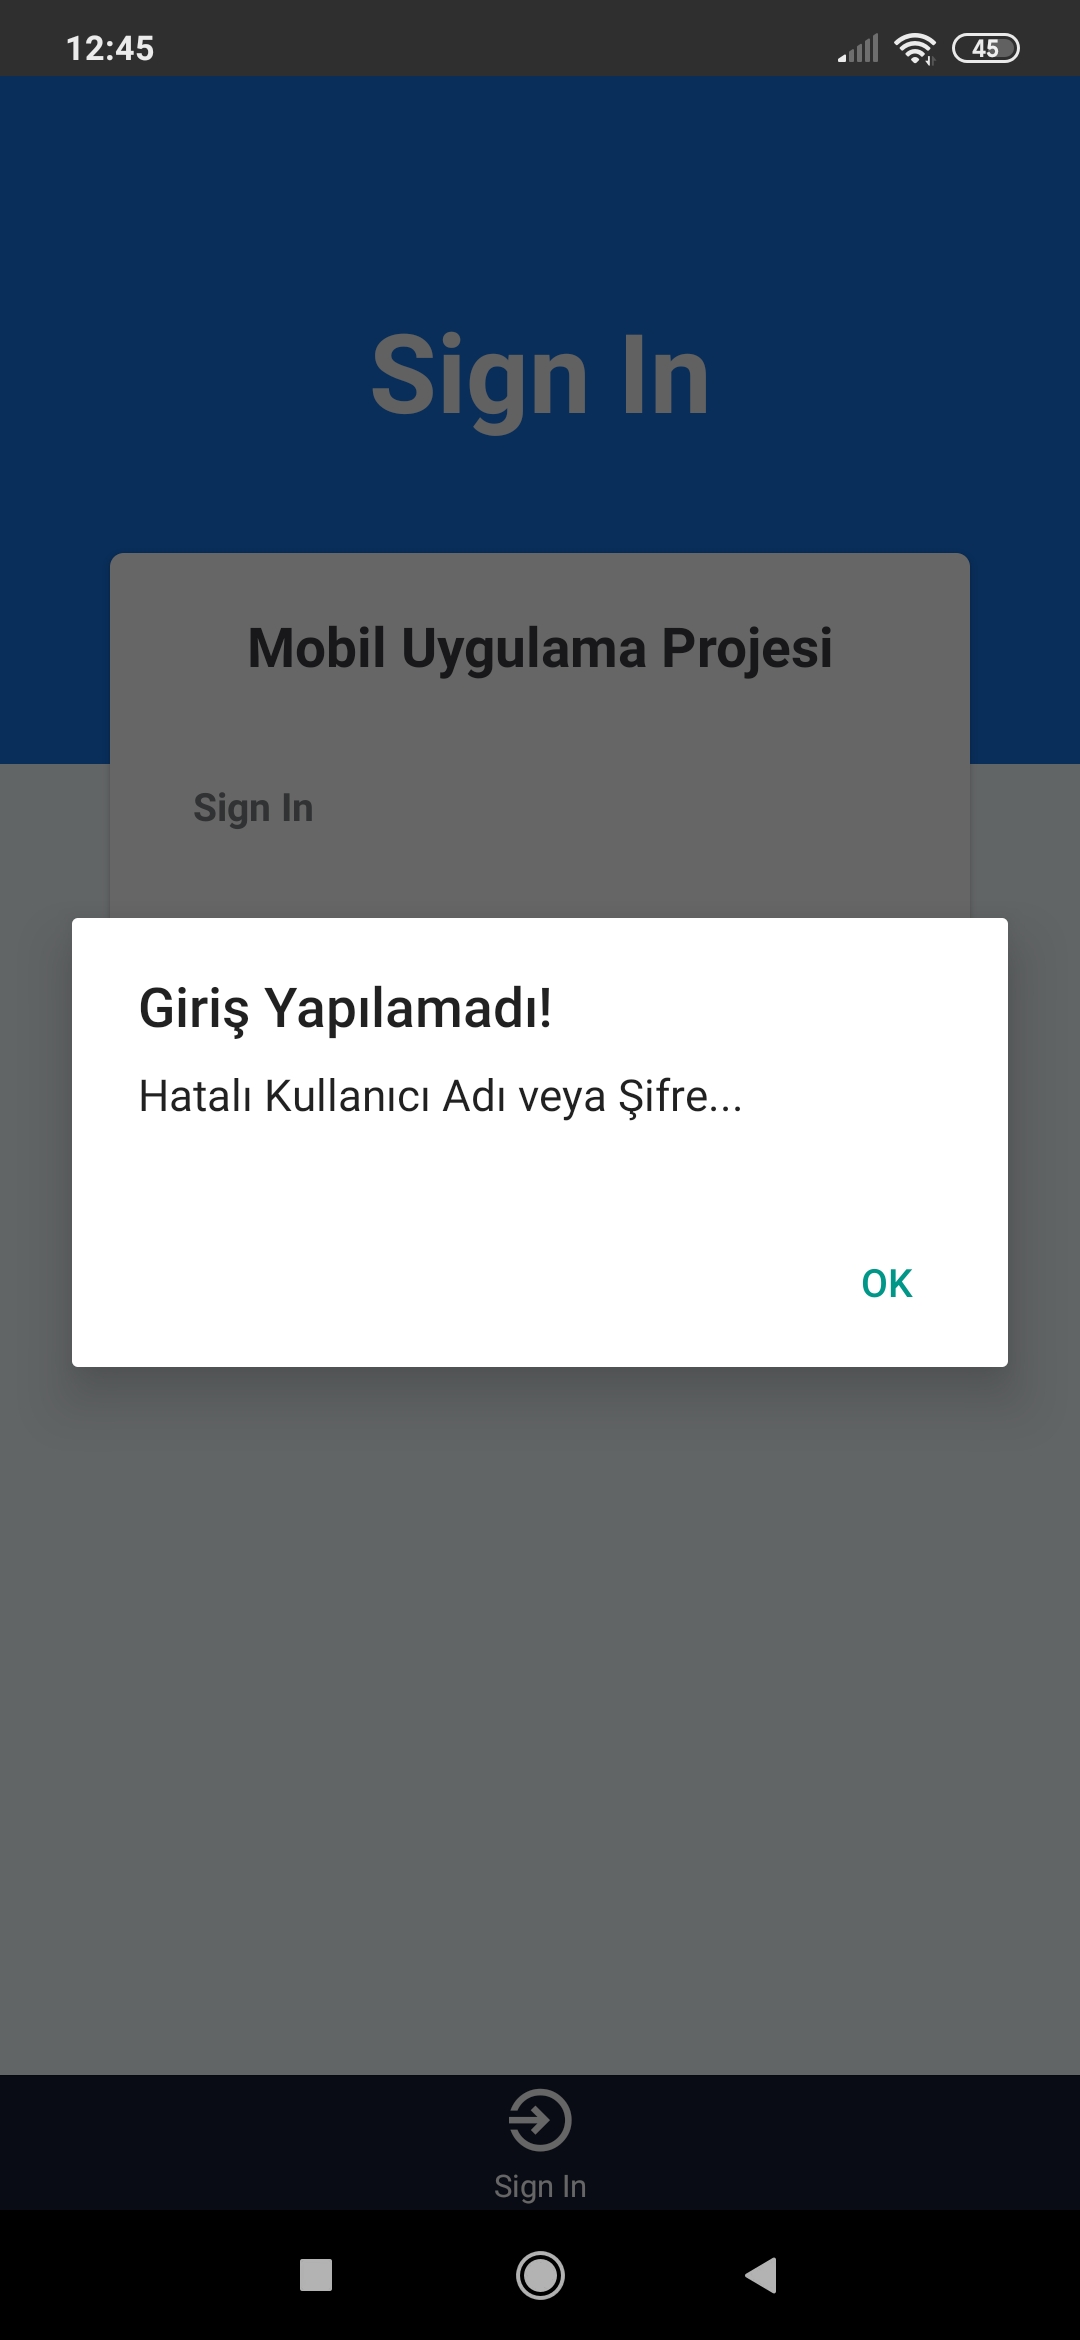 12:45
45
Sign In
Mobil Uygulama Projesi
Sign In
Giriş Yapılamadı!
Hatalı Kullanıcı Adı veya Şifre...
OK
Sign In